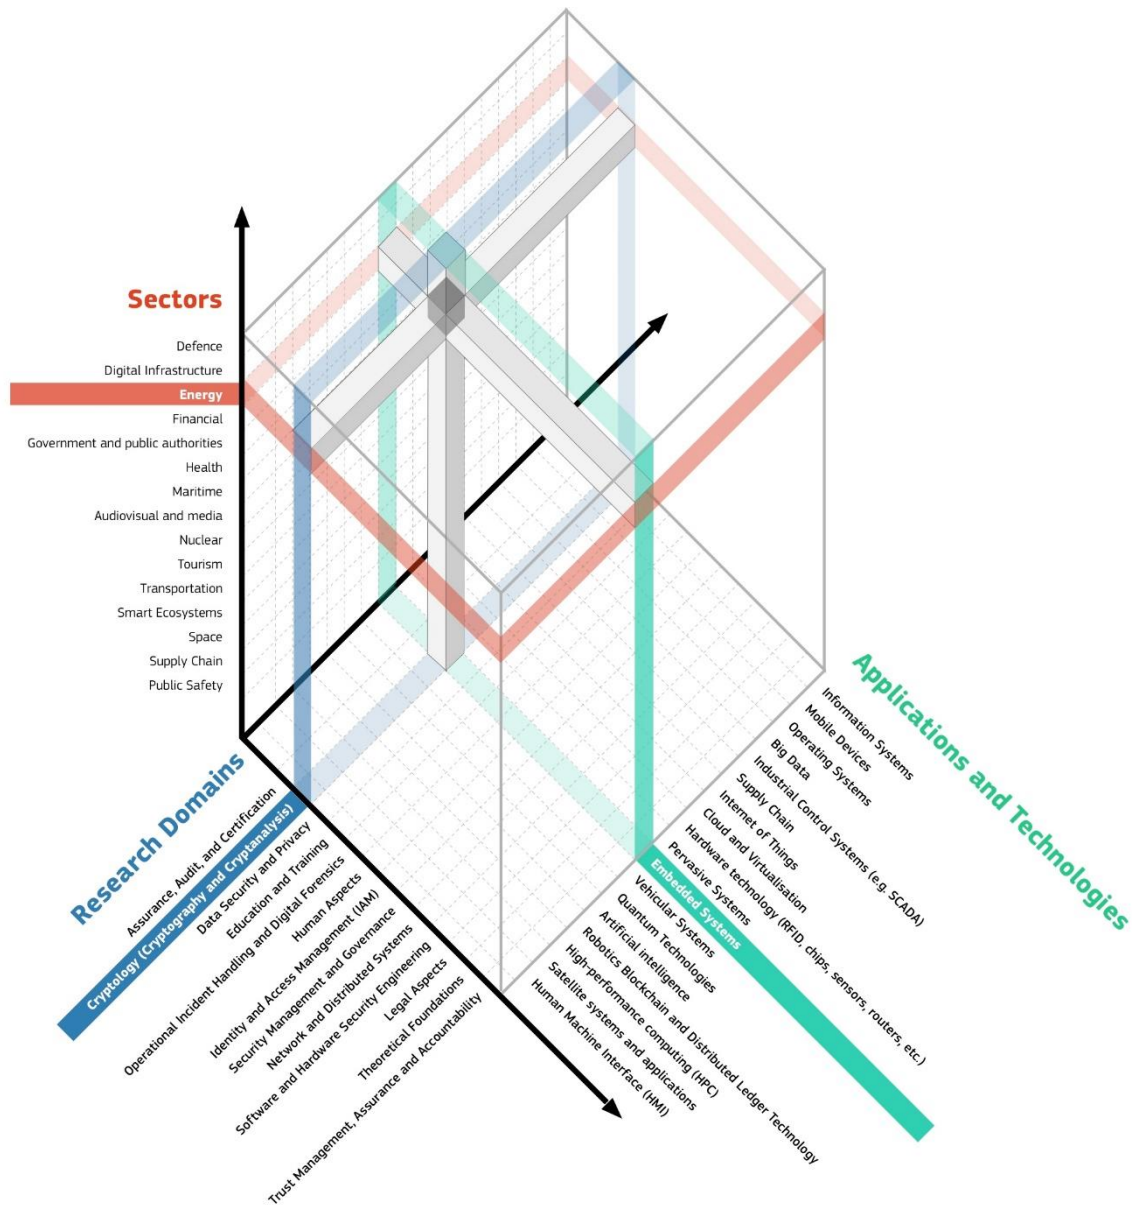 Sectors
Defence
Digital Infrastructure
Energy
Financial
Government and public authorities
Health
Maritime
Audiovisual and media
Nuclear
Tourism
Transportation
Smart Ecosystems
Space
Supply Chain
Public Safety
Research Domains
Assurance, Audit, and Certification
Cryptology (Cryptography and Cryptanalysis)
Data Security and Privacy
Education and Training
Operational Incident Handling and Digital Forensics
Human Aspects
Identity and Access Management (IAM)
Security Management and Governance
Network and Distributed Systems
Software and Hardware Security Engineering
Legal Aspects
Theoretical Foundations
Trust Management, Assurance and Accountability
Applications and Technologies
Information Systems
Mobile Devices
Operating Systems
Big Data
Industrial Control Systems (e.g. SCADA)
Supply Chain
Internet of Things
Cloud and Virtualisation
Hardware technology (RFID, chips, sensors, routers, etc.)
Pervasive Systems
Embedded Systems
Vehicular Systems
Quantum Technologies
Artificial intelligence
Robotics Blockchain and Distributed Ledger Technology
High-performance computing (HPC)
Satellite systems and applications
Human Machine Interface (HMI)